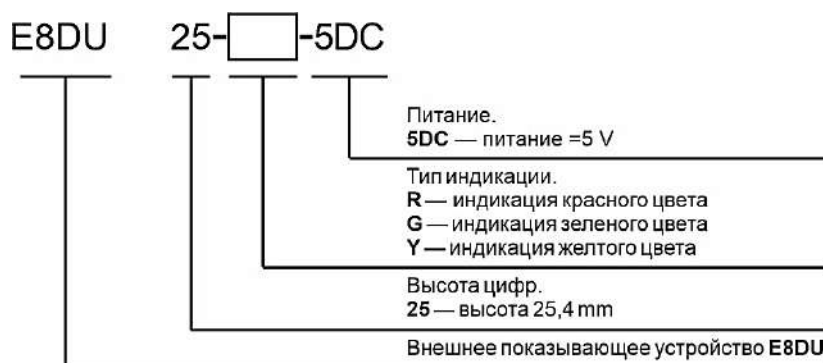 E8DU 25- -5DC
Питание.
5DC — питание =5 V
Тип индикации.
R — индикация красного цвета
G — индикация зеленого цвета
Y — индикация желтого цвета
Высота цифр.
25 — высота 25,4 mm
Внешнее показывающее устройство E8DU